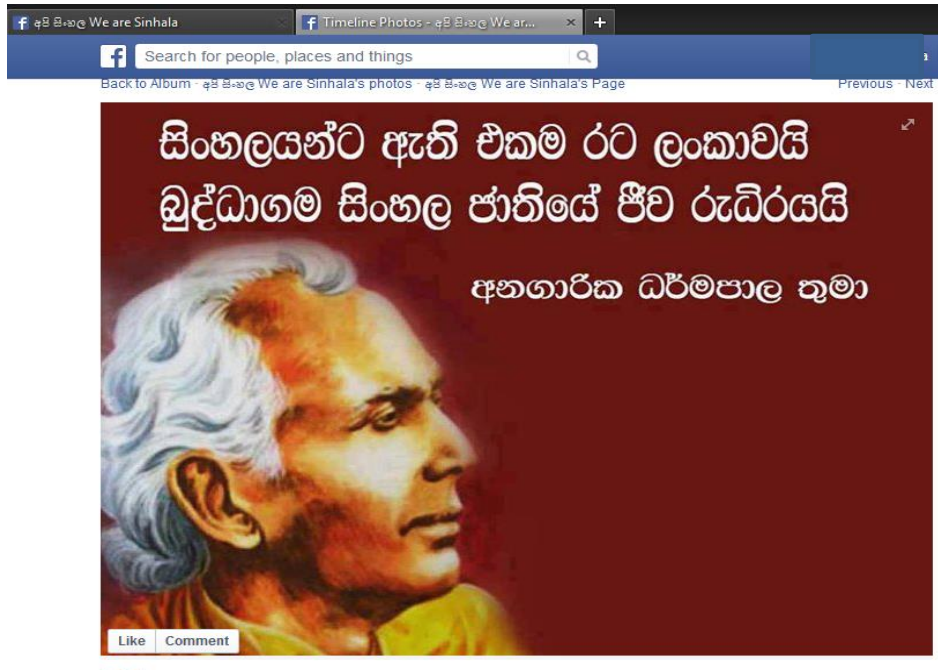 අපි සිංහල We are Sinhala
Timeline Photos - අපි සිංහල We ar...
Search for people, places and things
Back to Album · අපි සිංහල We are Sinhala's photos · අපි සිංහල We are Sinhala's Page
Previous · Next
සිංහලයන්ට ඇති එකම රට ලංකාවයි
බුද්ධාගම සිංහල ජාතියේ ජීව රුධිරයයි
අනගාරික ධර්මපාල තුමා
Like Comment